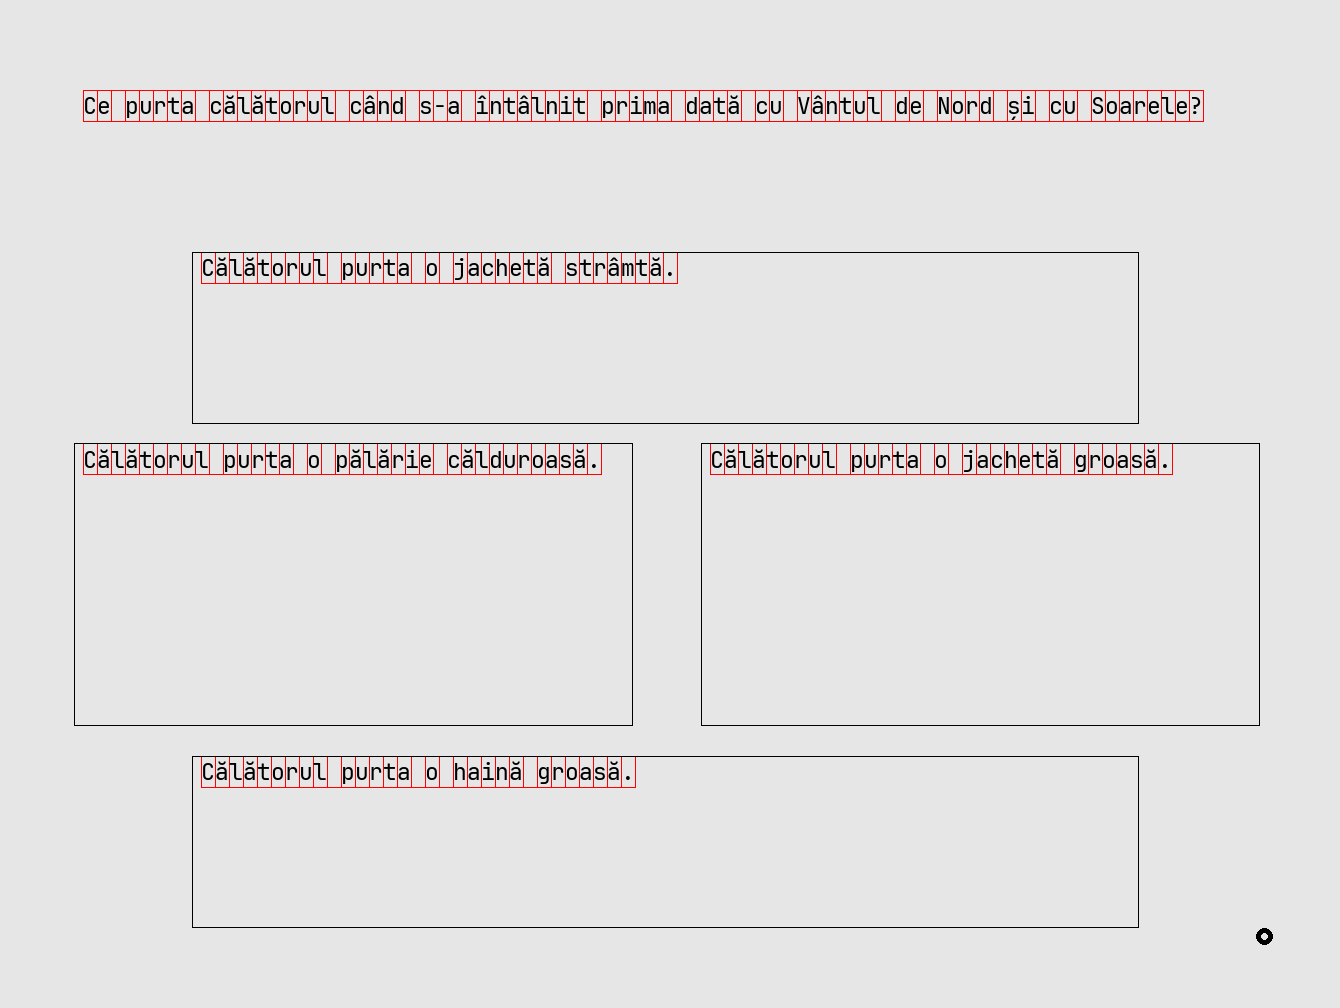 Ce purta călătorul când s-a întâlnit prima dată cu Vântul de Nord și cu Soarele?
Călătorul purta o jachetă strâmtă.
Călătorul purta o pălărie călduroasă.
Călătorul purta o jachetă groasă.
Călătorul purta o haină groasă.